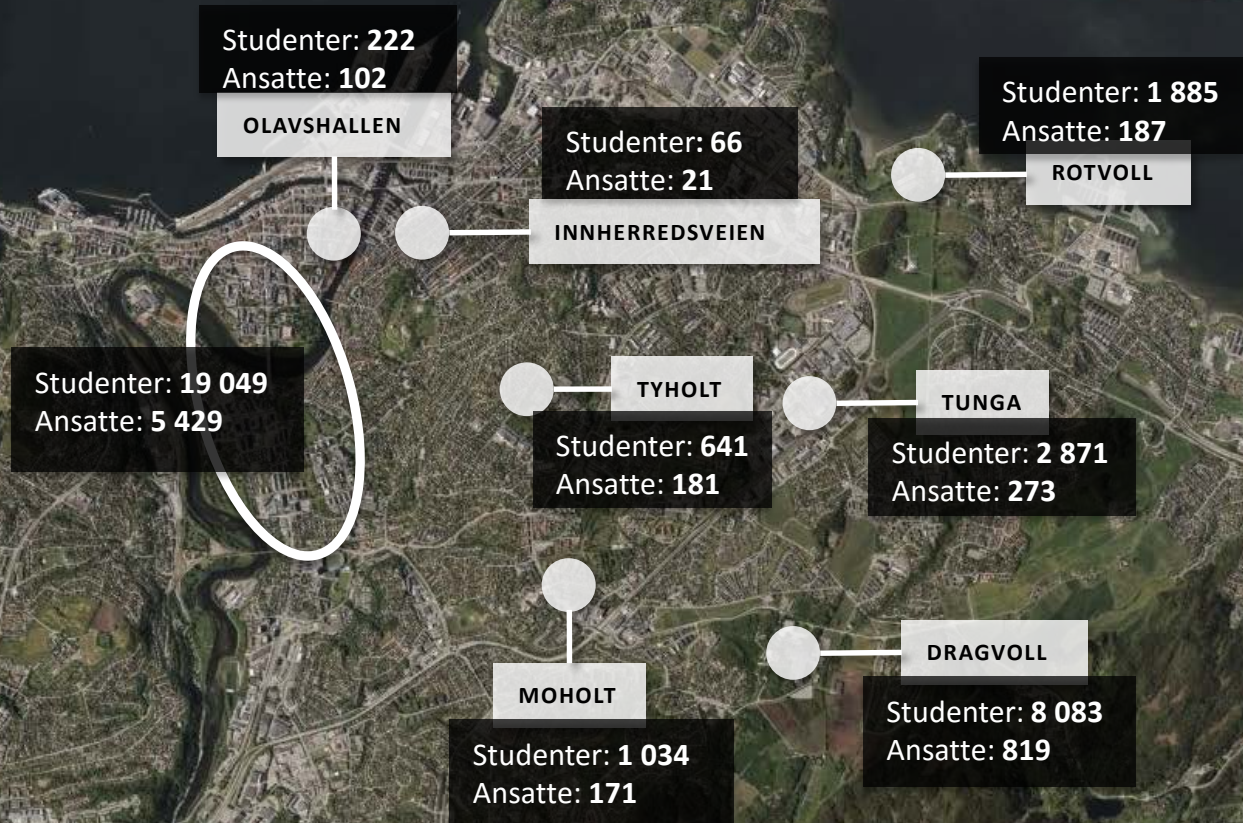 Studenter: 222
Ansatte: 102
OLAVSHALLEN
Studenter: 66
Ansatte: 21
INNHERREDSVEIEN
Studenter: 1 885
Ansatte: 187
ROTVOLL
Studenter: 19 049
Ansatte: 5 429
TYHOLT
Studenter: 641
Ansatte: 181
TUNGA
Studenter: 2 871
Ansatte: 273
MOHOLT
Studenter: 1 034
Ansatte: 171
DRAGVOLL
Studenter: 8 083
Ansatte: 819